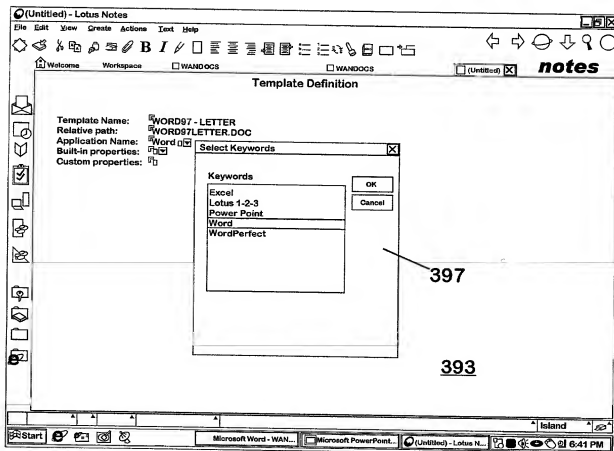 (Untitled) - Lotus Notes
File Edit View Create Actions Text Help
B I
notes
Welcome Workspace WANDOCS WANDOCS (Untitled)
Template Definition
Template Name: WORD97 - LETTER
Relative path: WORD97LETTER.DOC
Application Name: Word
Built-in properties:
Custom properties:
Select Keywords
Keywords
OK
Cancel
Excel
Lotus 1-2-3
Power Point
Word
WordPerfect
397
393
Island
Start Microsoft Word - WAN... Microsoft PowerPoint... (Untitled) - Lotus N... 6:41 PM